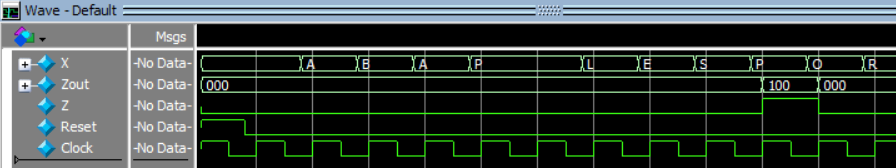 Wave - Default
Msgs
X -No Data- A B A P L E S P O R
Zout -No Data- 000 100 000
Z -No Data-
Reset -No Data-
Clock -No Data-